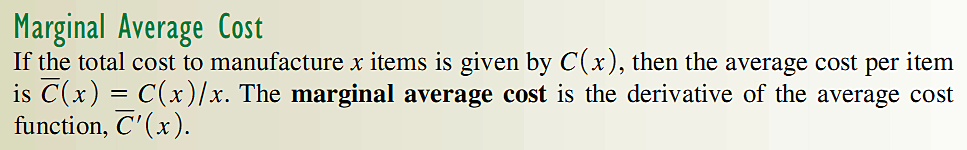 Marginal Average Cost
If the total cost to manufacture x items is given by C(x), then the average cost per item
is C̅(x) = C(x)/x. The marginal average cost is the derivative of the average cost
function, C̅′(x).